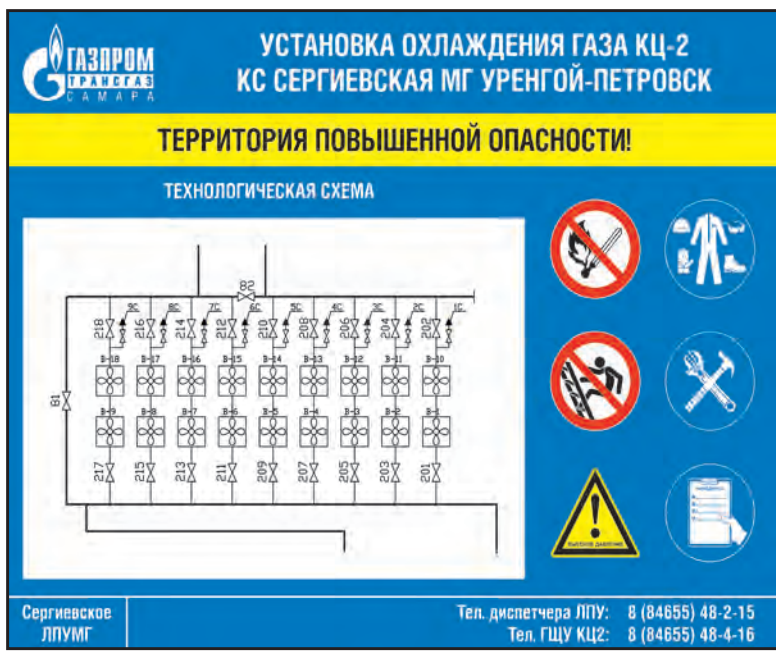 ГАЗПРОМ
ТРАНСГАЗ
САМАРА
УСТАНОВКА ОХЛАЖДЕНИЯ ГАЗА КЦ-2
КС СЕРГИЕВСКАЯ МГ УРЕНГОЙ-ПЕТРОВСК
ТЕРРИТОРИЯ ПОВЫШЕННОЙ ОПАСНОСТИ!
ТЕХНОЛОГИЧЕСКАЯ СХЕМА
82
9С 8С 7С 6С 5С 4С 3С 2С 1С
218 216 214 212 210 208 206 204 202
В-18 В-17 В-16 В-15 В-14 В-13 В-12 В-11 В-10
81
В-9 В-8 В-7 В-6 В-5 В-4 В-3 В-2 В-1
217 215 213 211 209 207 205 203 201
ВЫСОКОЕ ДАВЛЕНИЕ
Сергиевское
ЛПУМГ
Тел. диспетчера ЛПУ: 8 (84655) 48-2-15
Тел. ГЩУ КЦ2: 8 (84655) 48-4-16